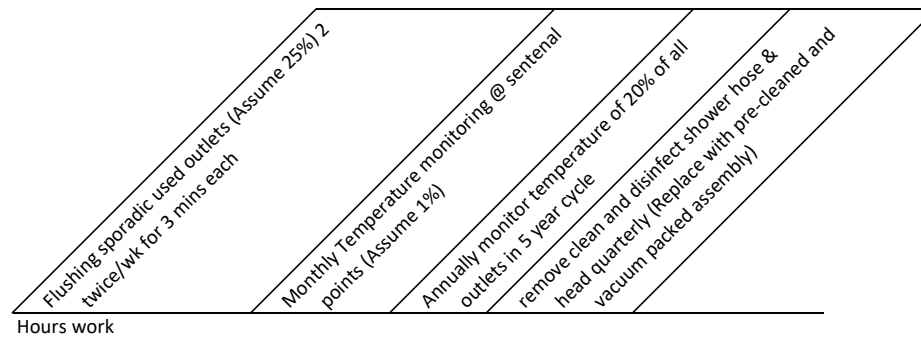 Flushing sporadic used outlets (Assume 25%) 2
twice/wk for 3 mins each
Monthly Temperature monitoring @ sentenal
points (Assume 1%)
Annually monitor temperature of 20% of all
outlets in 5 year cycle
remove clean and disinfect shower hose &
head quarterly (Replace with pre-cleaned and
vacuum packed assembly)
Hours work